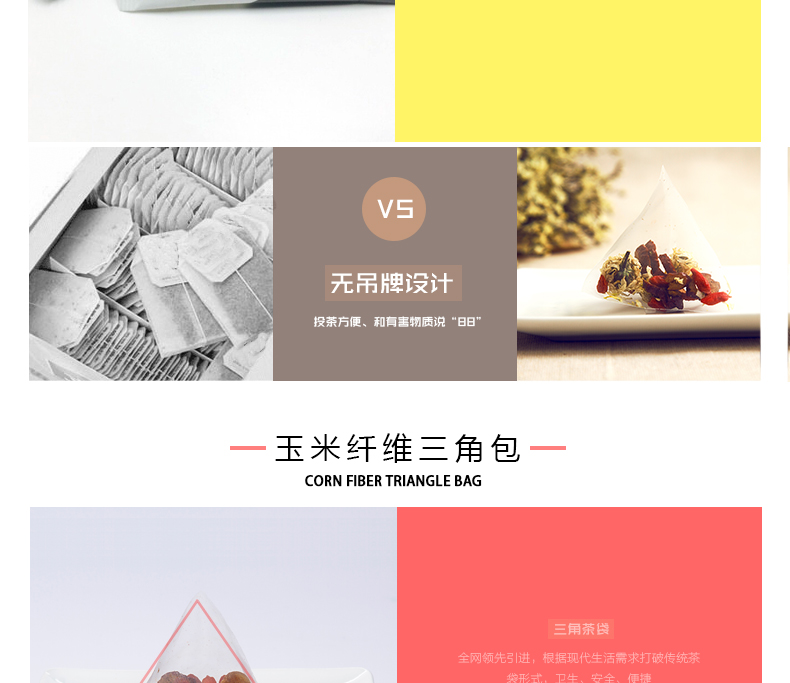 VS
无吊牌设计
投茶方便、和有害物质说“88”
玉米纤维三角包
CORN FIBER TRIANGLE BAG
三角茶袋
全网领先引进，根据现代生活需求打破传统茶
袋形式，卫生、安全、便捷